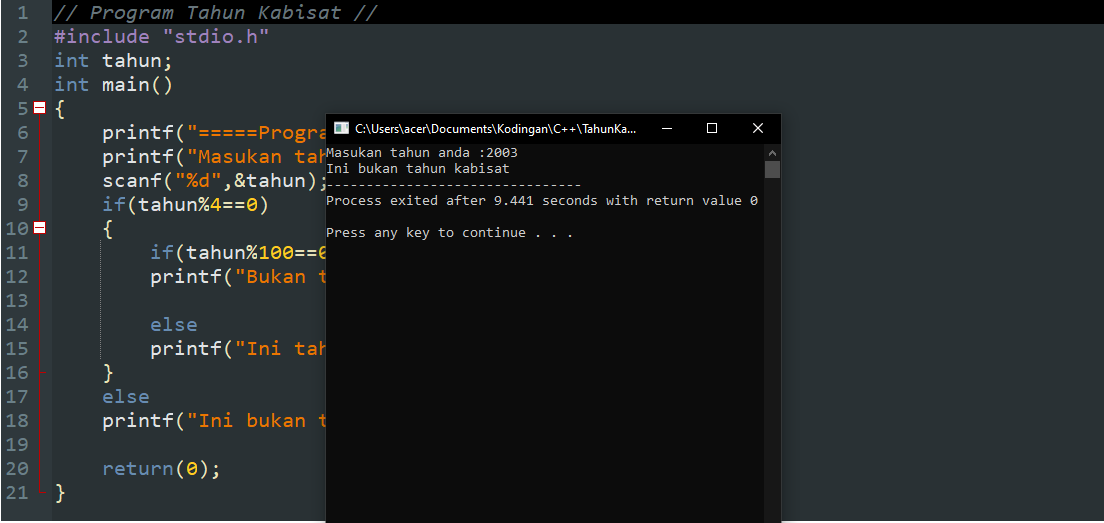 1 // Program Tahun Kabisat //
2 #include "stdio.h"
3 int tahun;
4 int main()
5 {
6 printf("=====Progra
7 printf("Masukan tah
8 scanf("%d",&tahun);
9 if(tahun%4==0)
10 {
11 if(tahun%100==0
12 printf("Bukan t
13
14 else
15 printf("Ini tah
16 }
17 else
18 printf("Ini bukan t
19
20 return(0);
21 }
C:\Users\acer\Documents\Kodingan\C++\TahunKa...
Masukan tahun anda :2003
Ini bukan tahun kabisat
--------------------------------
Process exited after 9.441 seconds with return value 0
Press any key to continue . . .